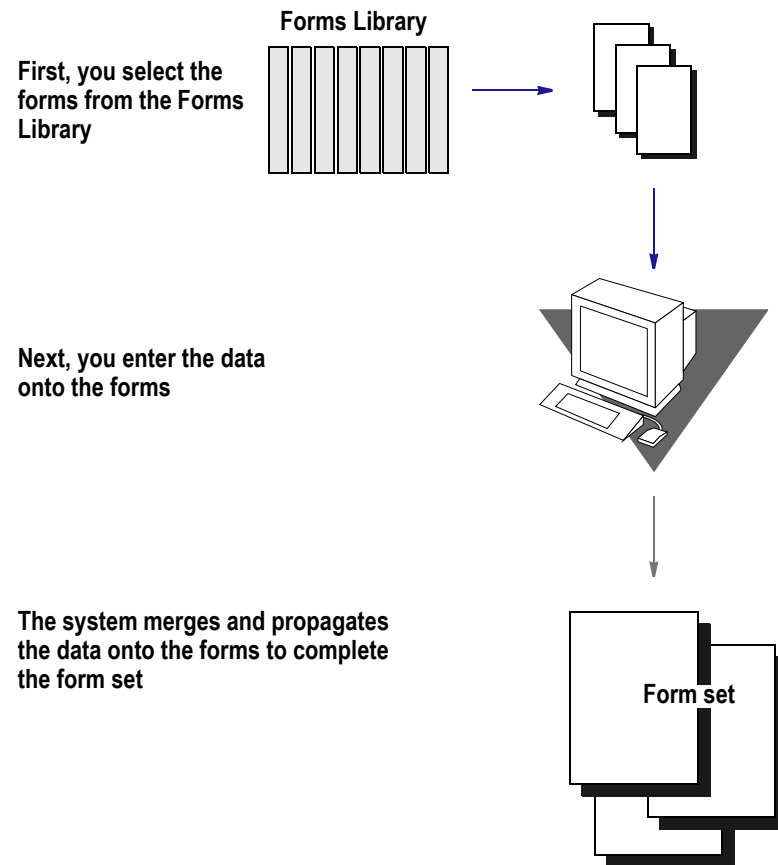 Forms Library
First, you select the
forms from the Forms
Library
Next, you enter the data
onto the forms
The system merges and propagates
the data onto the forms to complete
the form set
Form set